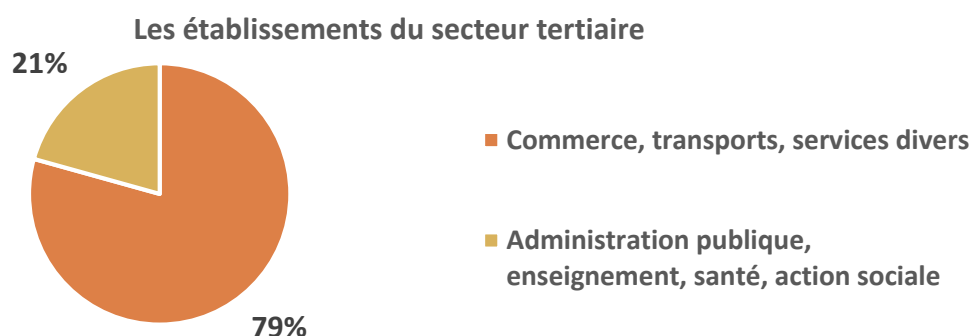 Les établissements du secteur tertiaire
21%
Commerce, transports, services divers
Administration publique,
enseignement, santé, action sociale
79%